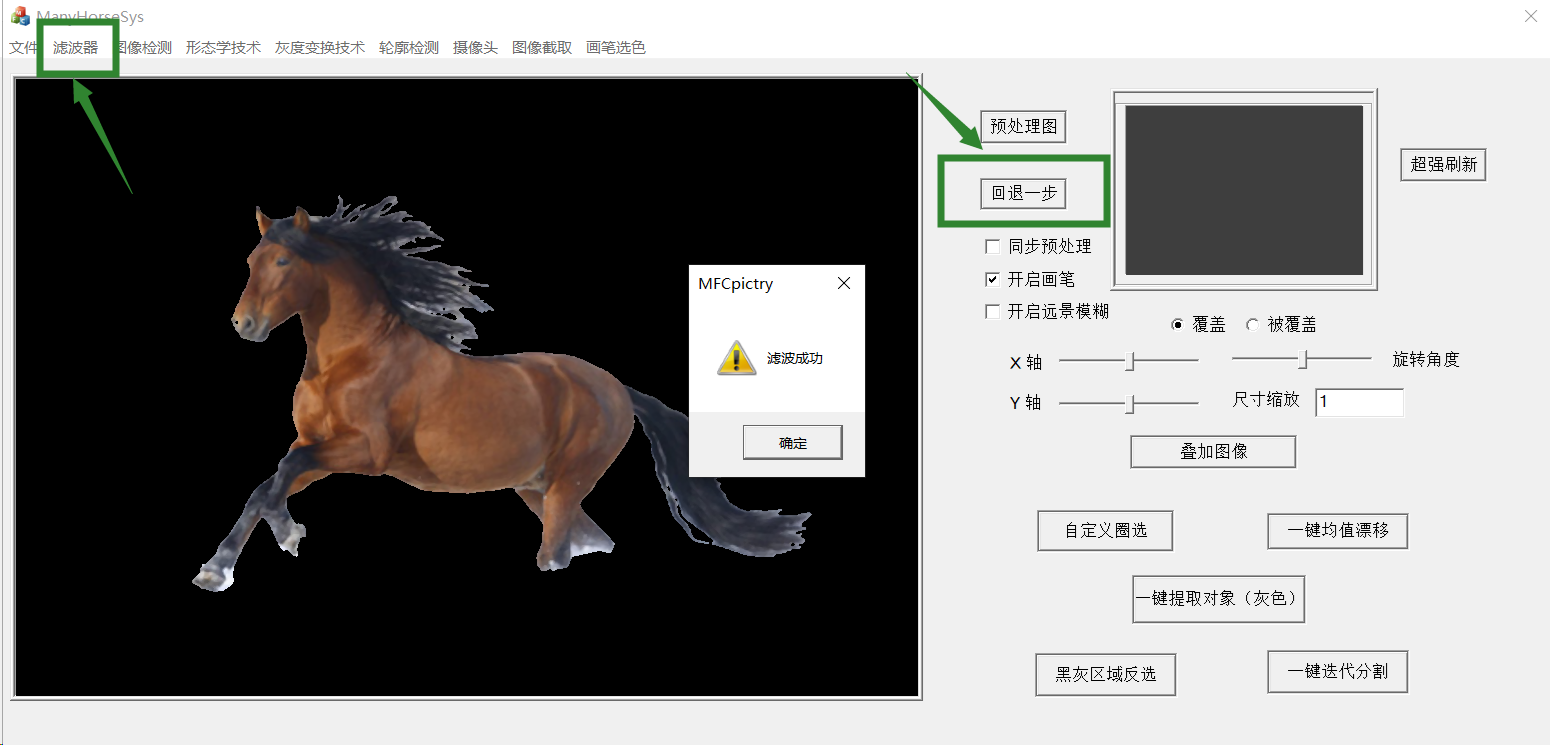 ManyHorseSys
文件 滤波器 图像检测 形态学技术 灰度变换技术 轮廓检测 摄像头 图像截取 画笔选色
预处理图
超强刷新
回退一步
同步预处理
开启画笔
开启远景模糊
覆盖 被覆盖
X 轴
旋转角度
Y 轴
尺寸缩放 1
叠加图像
自定义圈选
一键均值漂移
一键提取对象（灰色）
黑灰区域反选
一键迭代分割
MFCpictry
滤波成功
确定